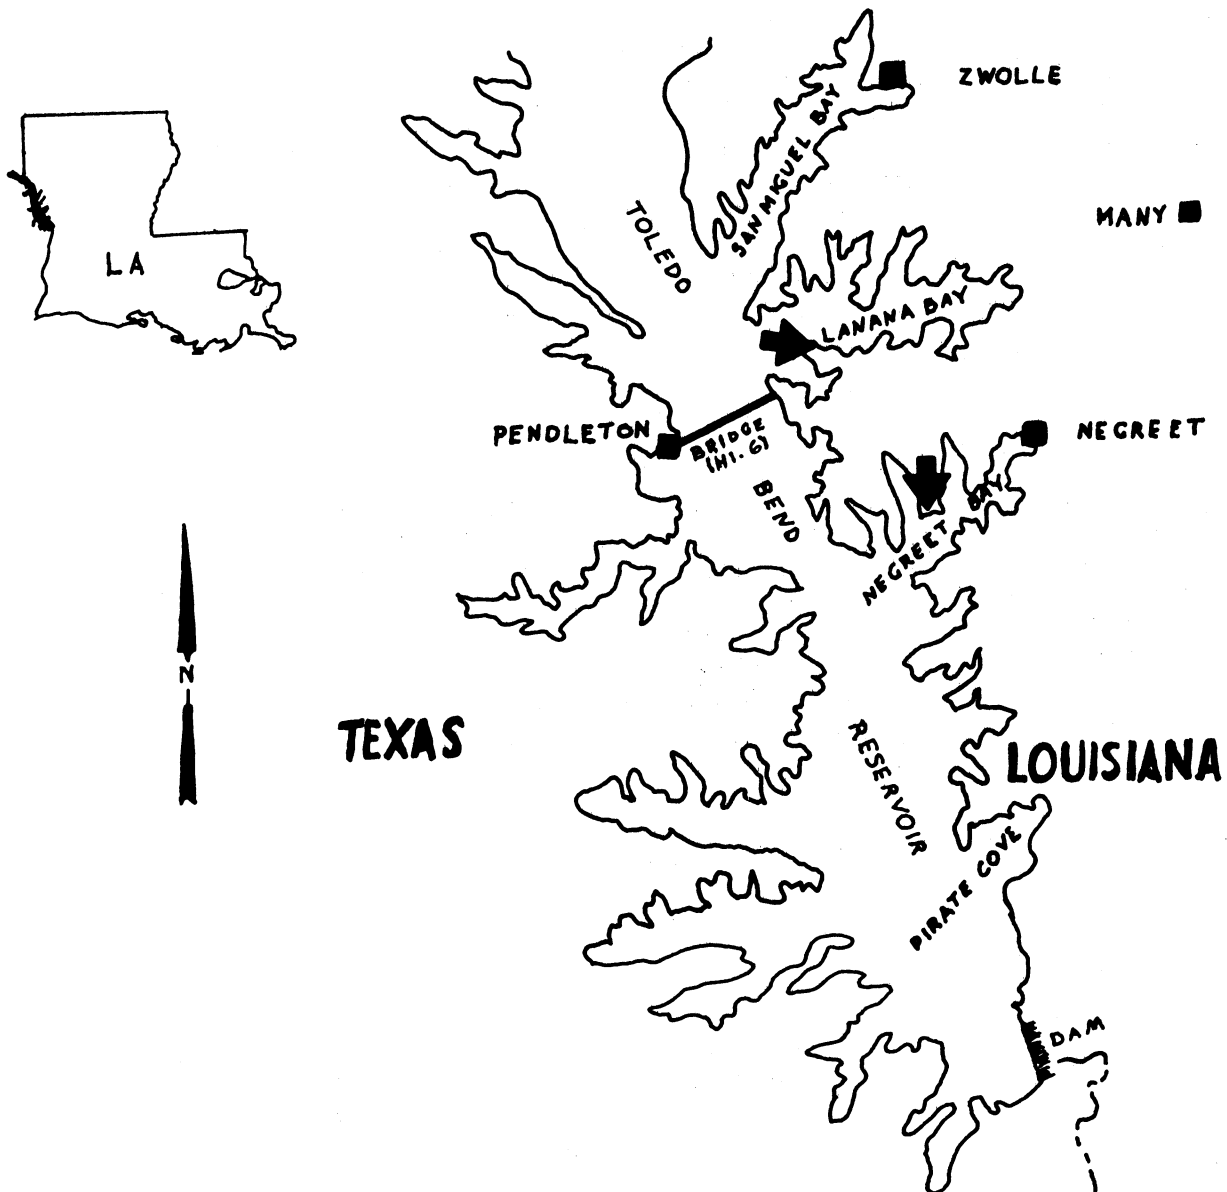 ZWOLLE
SAN MIGUEL BAY
MANY
TOLEDO
LA
LANANA BAY
PENDLETON
BRIDGE
(HI. 6)
NEGREET
BEND
NEGREET BAY
N
TEXAS
RESERVOIR
LOUISIANA
PIRATE COVE
DAM